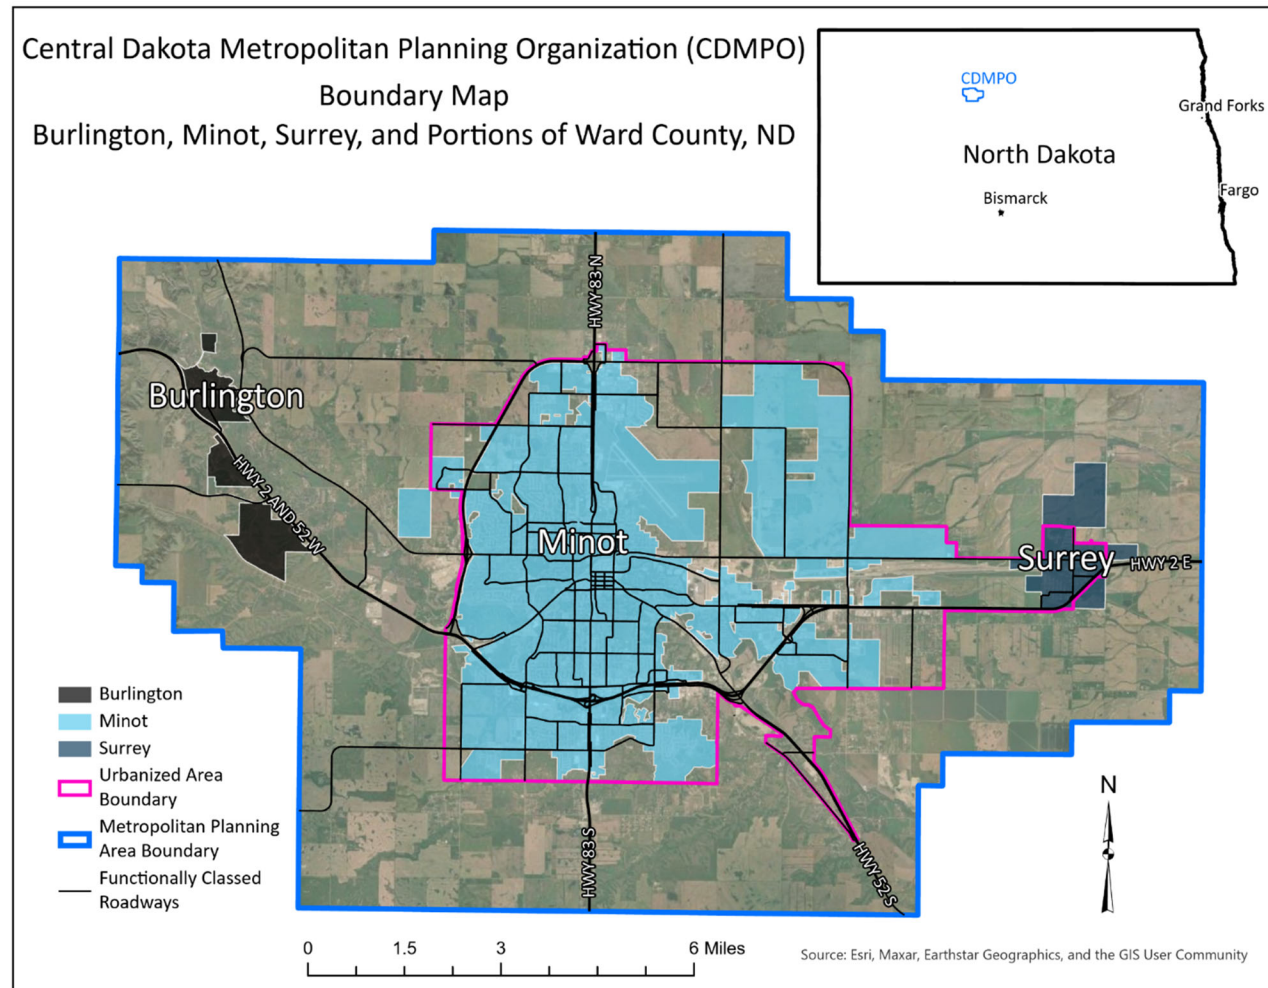 Central Dakota Metropolitan Planning Organization (CDMPO)
Boundary Map
Burlington, Minot, Surrey, and Portions of Ward County, ND
CDMPO
Grand Forks
North Dakota
Bismarck
Fargo
HWY 83 N
Burlington
HWY 2 AND 52 W
Minot
Surrey
HWY 2 E
HWY 83 S
HWY 52 S
Burlington
Minot
Surrey
Urbanized Area
Boundary
Metropolitan Planning
Area Boundary
Functionally Classed
Roadways
N
0 1.5 3 6 Miles
Source: Esri, Maxar, Earthstar Geographics, and the GIS User Community